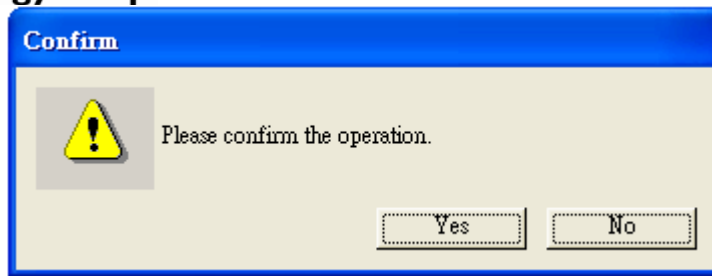 Confirm
Please confirm the operation.
Yes
No